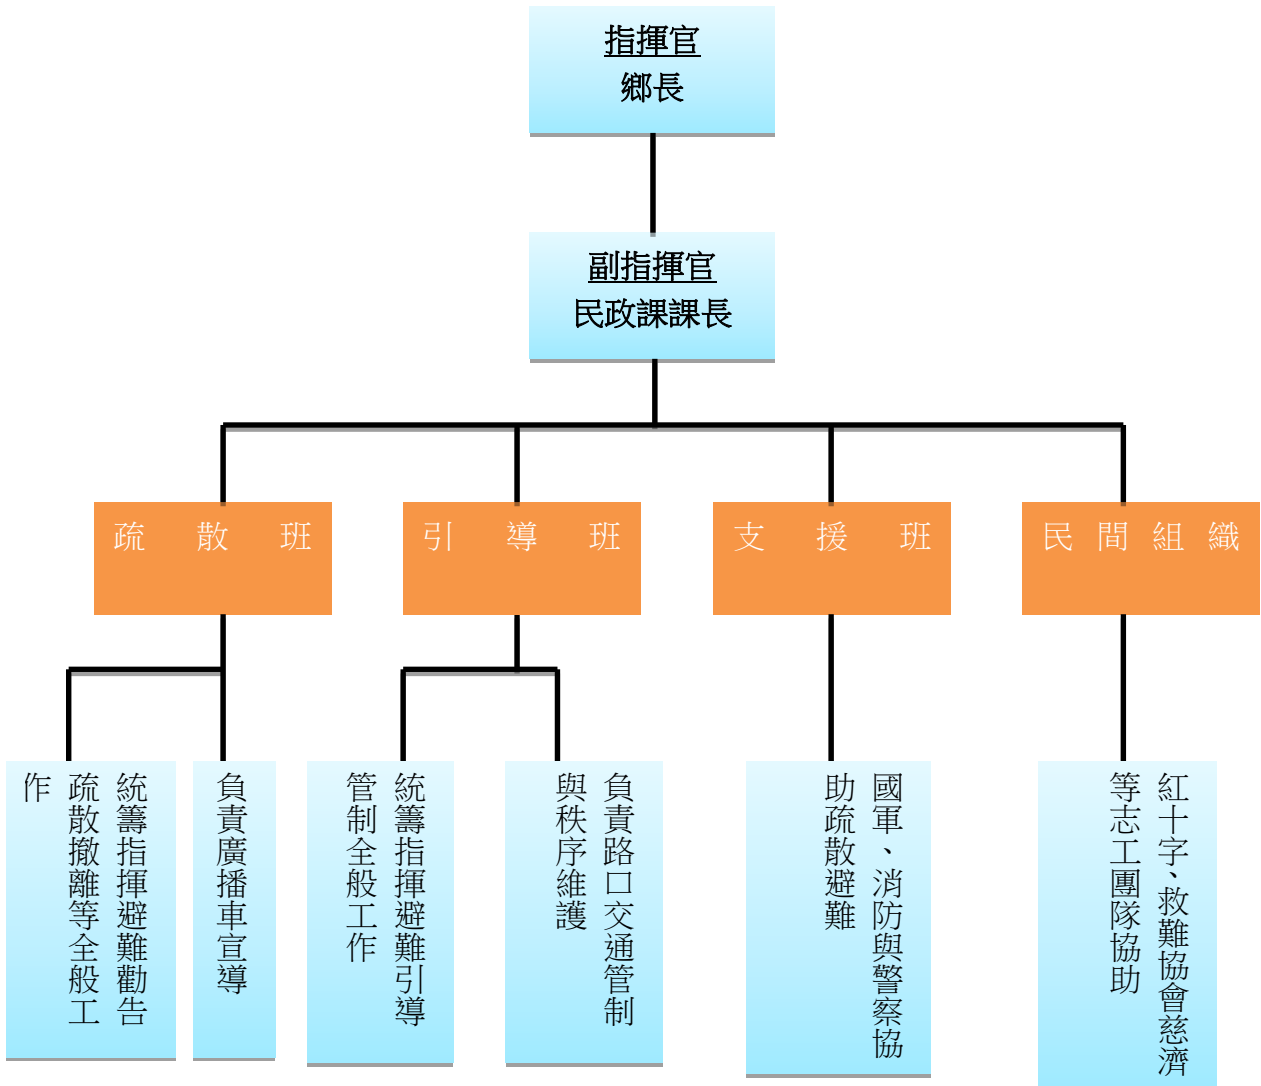 指揮官
鄉長
副指揮官
民政課課長
疏散班
引導班
支援班
民間組織
統籌指揮避難勸告
疏散撤離等全般工
作
負責廣播車宣導
統籌指揮避難引導
管制全般工作
負責路口交通管制
與秩序維護
國軍、消防與警察協
助疏散避難
紅十字、救難協會慈濟
等志工團隊協助